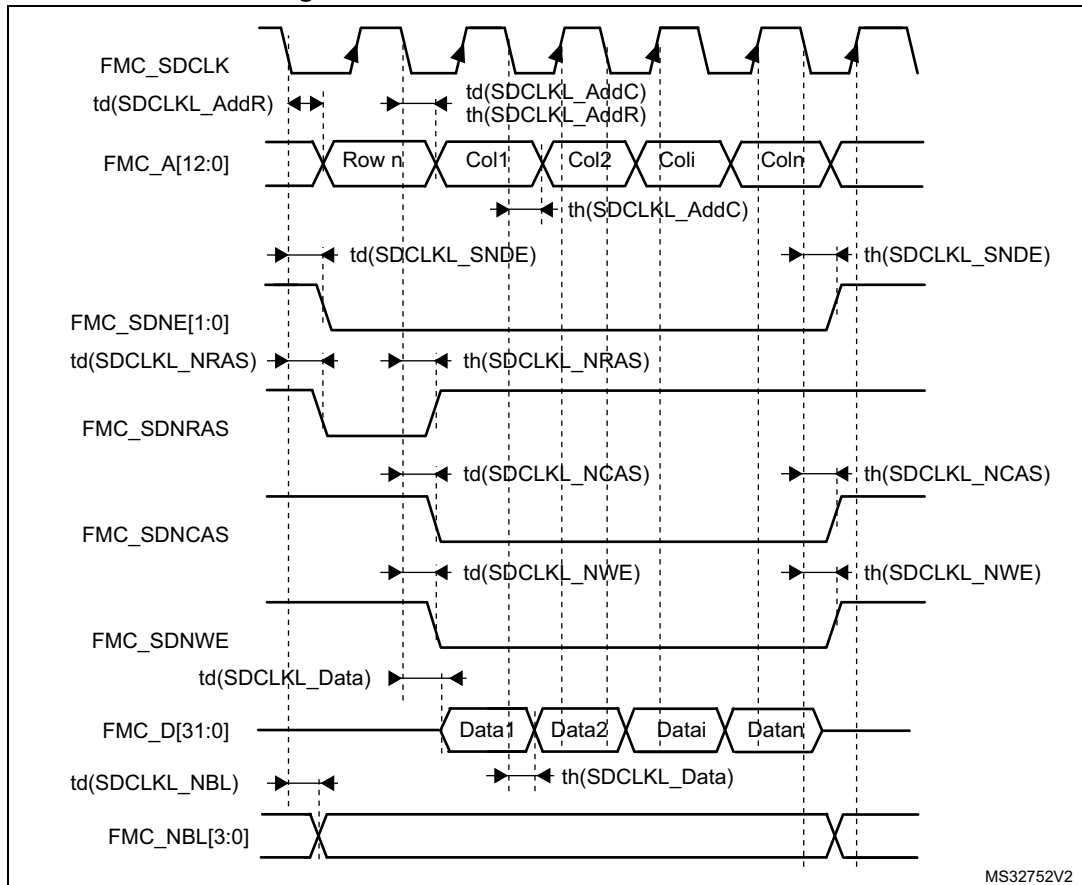 FMC_SDCLK
td(SDCLKL_AddR)
td(SDCLKL_AddC)
th(SDCLKL_AddR)
FMC_A[12:0]
Row n
Col1
Col2
Coli
Coln
th(SDCLKL_AddC)
td(SDCLKL_SNDE)
th(SDCLKL_SNDE)
FMC_SDNE[1:0]
td(SDCLKL_NRAS)
th(SDCLKL_NRAS)
FMC_SDNRAS
td(SDCLKL_NCAS)
th(SDCLKL_NCAS)
FMC_SDNCAS
td(SDCLKL_NWE)
th(SDCLKL_NWE)
FMC_SDNWE
td(SDCLKL_Data)
FMC_D[31:0]
Data1
Data2
Datai
Datan
th(SDCLKL_Data)
td(SDCLKL_NBL)
FMC_NBL[3:0]
MS32752V2